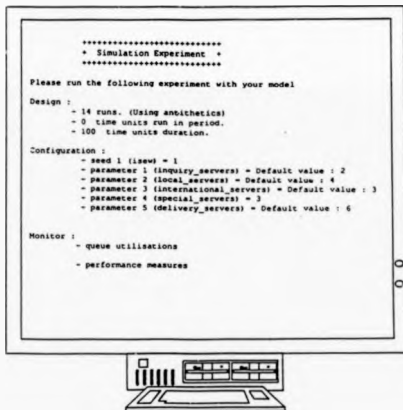 ++++++++++++++++++++++++++++
+ Simulation Experiment +
++++++++++++++++++++++++++++
Please run the following experiment with your model
Design :
- 14 runs. (Using antithetics)
- 0 time units run in period.
- 100 time units duration.
Configuration :
- seed 1 (isew) = 1
- parameter 1 (inquiry_servers) = Default value : 2
- parameter 2 (local_servers) = Default value : 4
- parameter 3 (international_servers) = Default value : 3
- parameter 4 (special_servers) = 3
- parameter 5 (delivery_servers) = Default value : 6
Monitor :
- queue utilisations
- performance measures